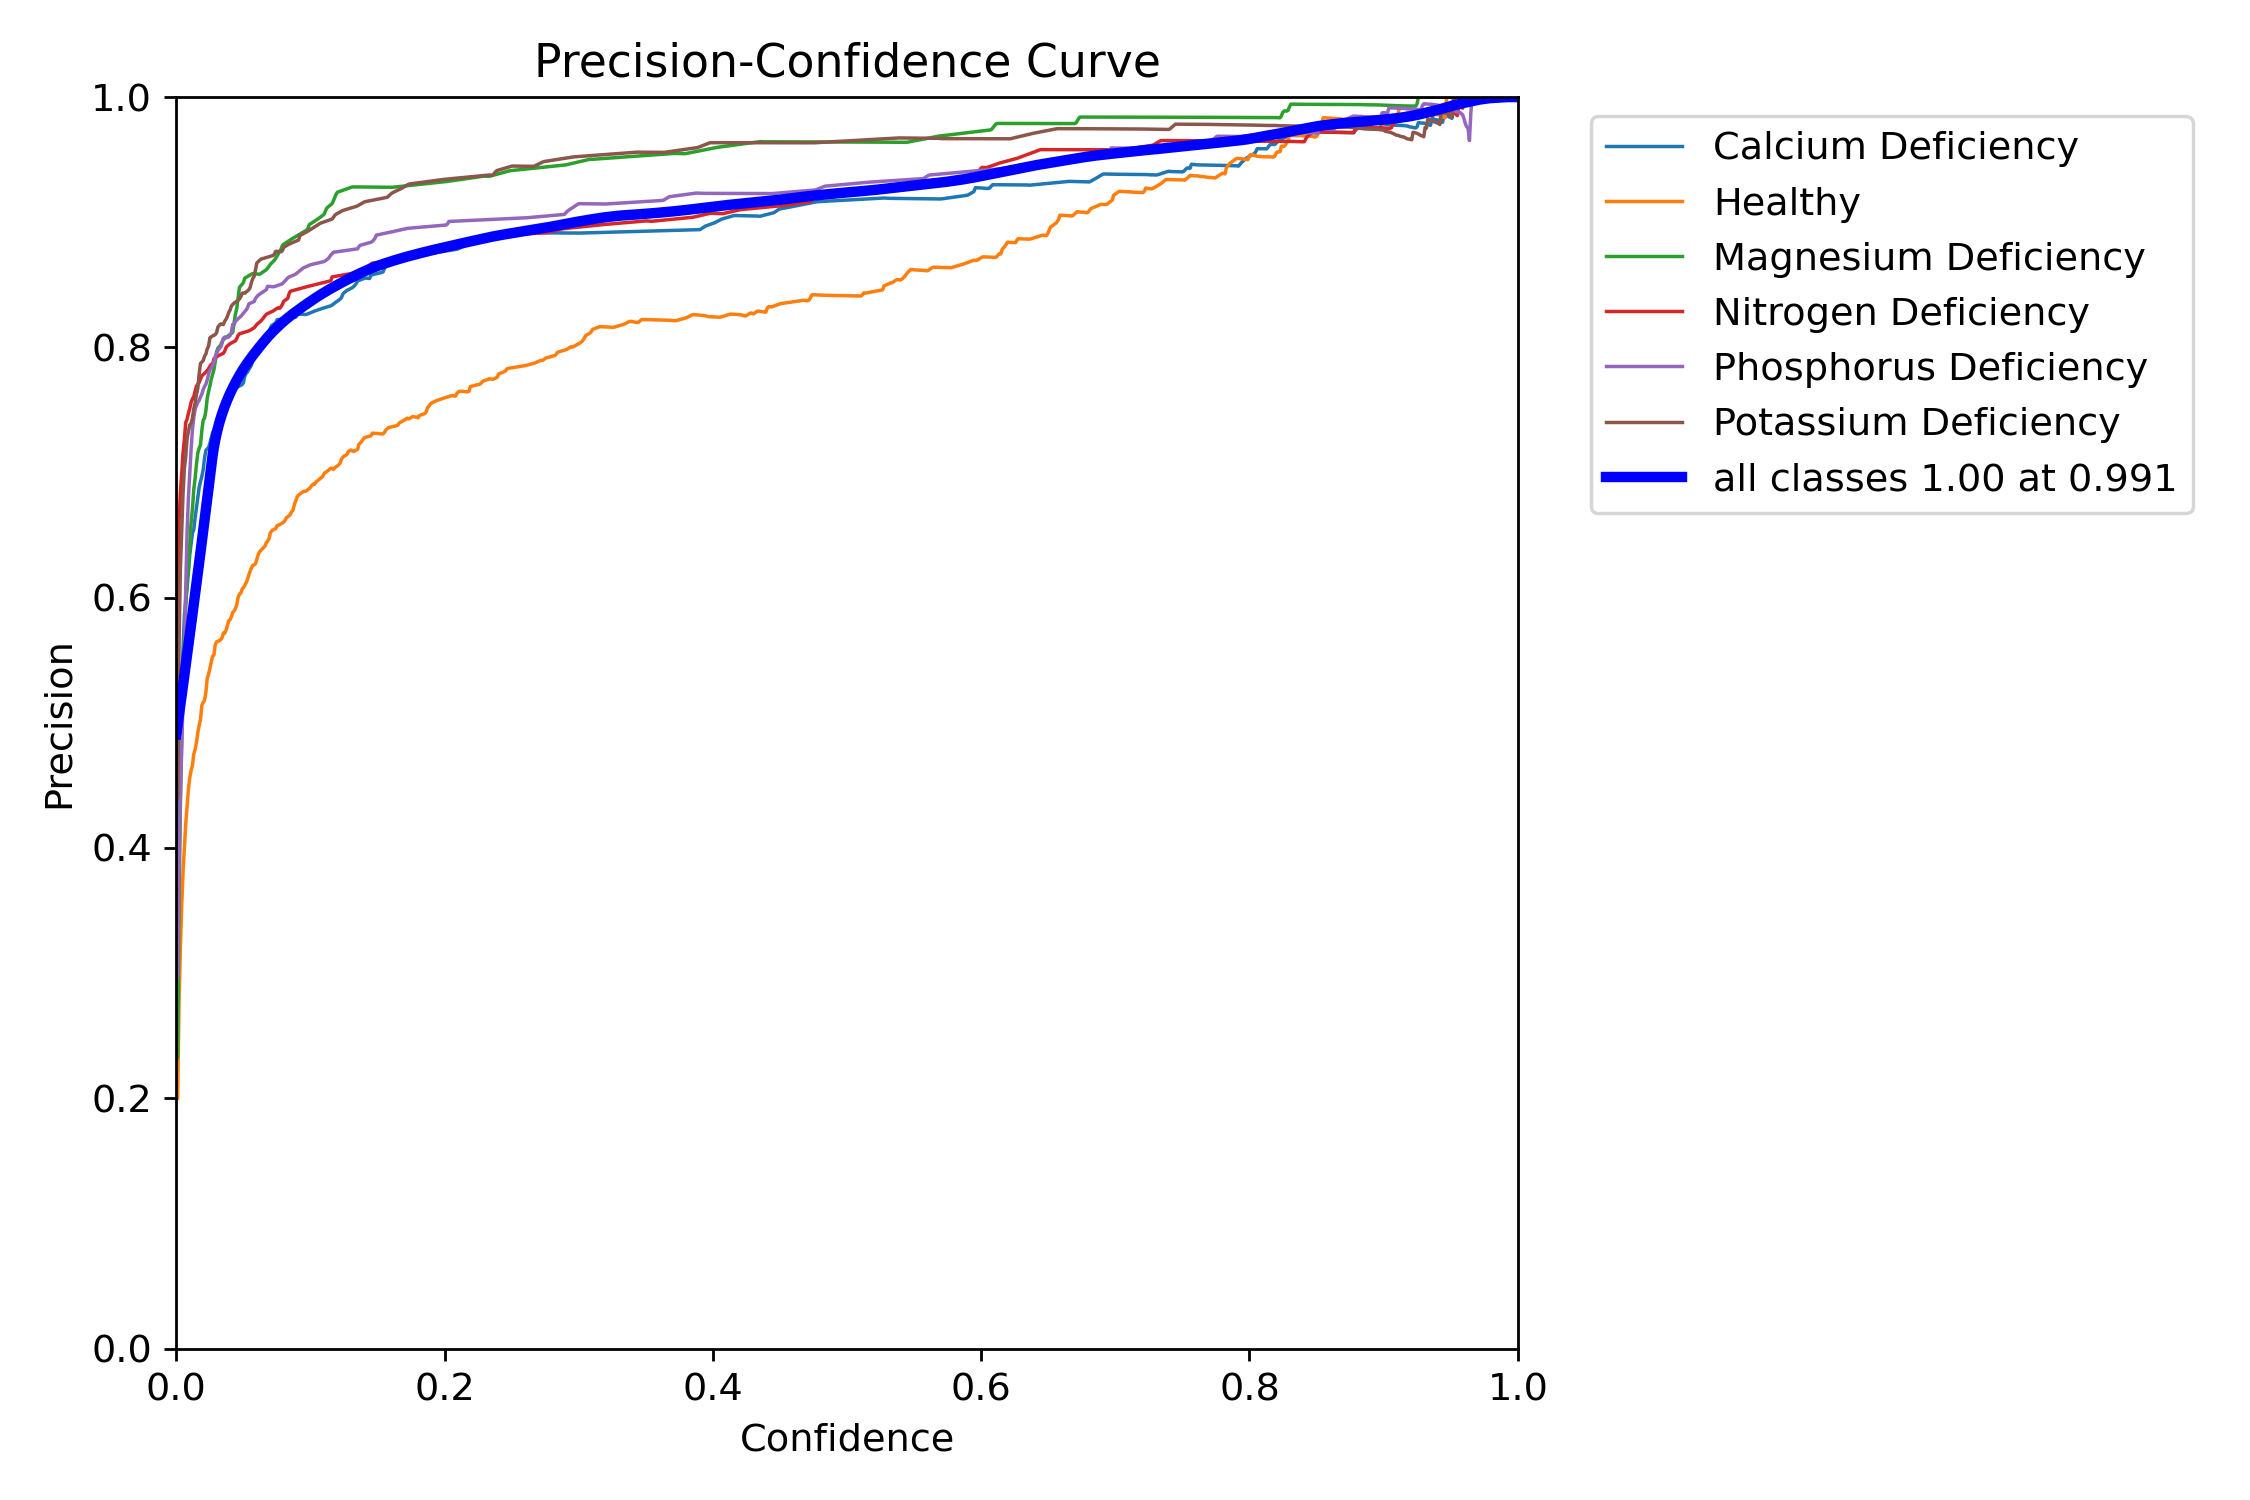 Precision-Confidence Curve
1.0
0.8
0.6
0.4
0.2
0.0
Precision
0.0 0.2 0.4 0.6 0.8 1.0
Confidence
Calcium Deficiency
Healthy
Magnesium Deficiency
Nitrogen Deficiency
Phosphorus Deficiency
Potassium Deficiency
all classes 1.00 at 0.991